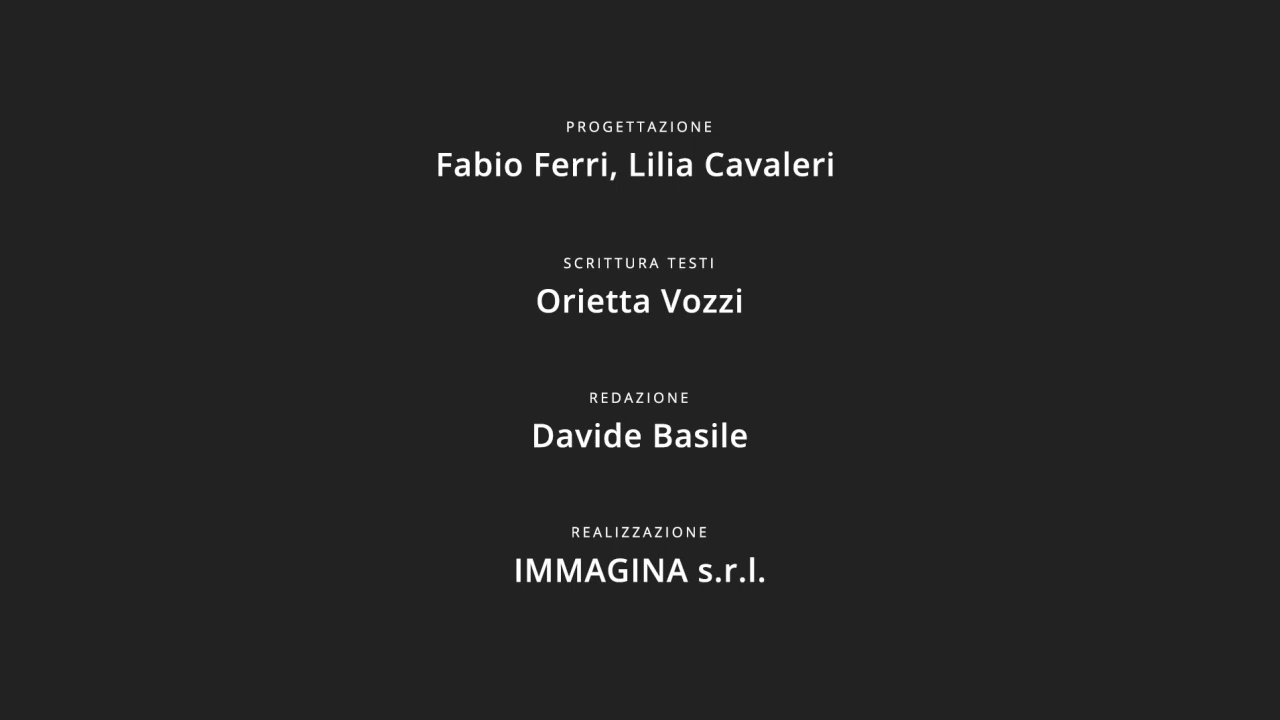 PROGETTAZIONE
Fabio Ferri, Lilia Cavaleri
SCRITTURA TESTI
Orietta Vozzi
REDAZIONE
Davide Basile
REALIZZAZIONE
IMMAGINA s.r.l.